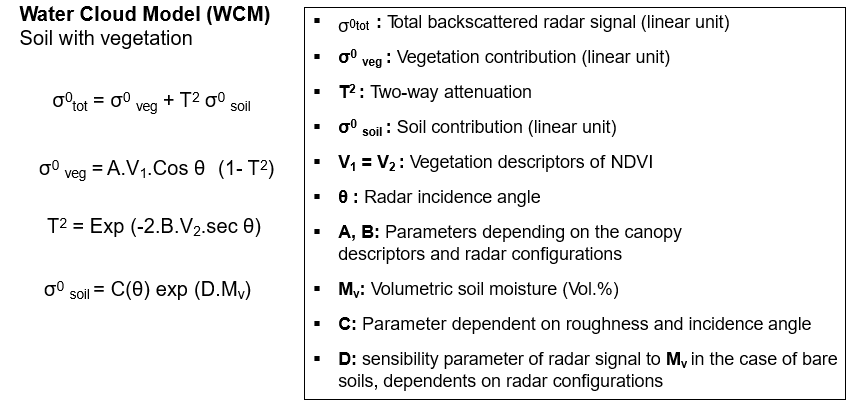 Water Cloud Model (WCM)
Soil with vegetation
σ⁰tot = σ⁰ veg + T² σ⁰ soil
σ⁰ veg = A.V₁.Cos θ (1- T²)
T² = Exp (-2.B.V₂.sec θ)
σ⁰ soil = C(θ) exp (D.Mᵥ)
▪ σ⁰tot : Total backscattered radar signal (linear unit)
▪ σ⁰ veg : Vegetation contribution (linear unit)
▪ T² : Two-way attenuation
▪ σ⁰ soil : Soil contribution (linear unit)
▪ V₁ = V₂ : Vegetation descriptors of NDVI
▪ θ : Radar incidence angle
▪ A, B: Parameters depending on the canopy
descriptors and radar configurations
▪ Mᵥ: Volumetric soil moisture (Vol.%)
▪ C: Parameter dependent on roughness and incidence angle
▪ D: sensibility parameter of radar signal to Mᵥ in the case of bare
soils, dependents on radar configurations